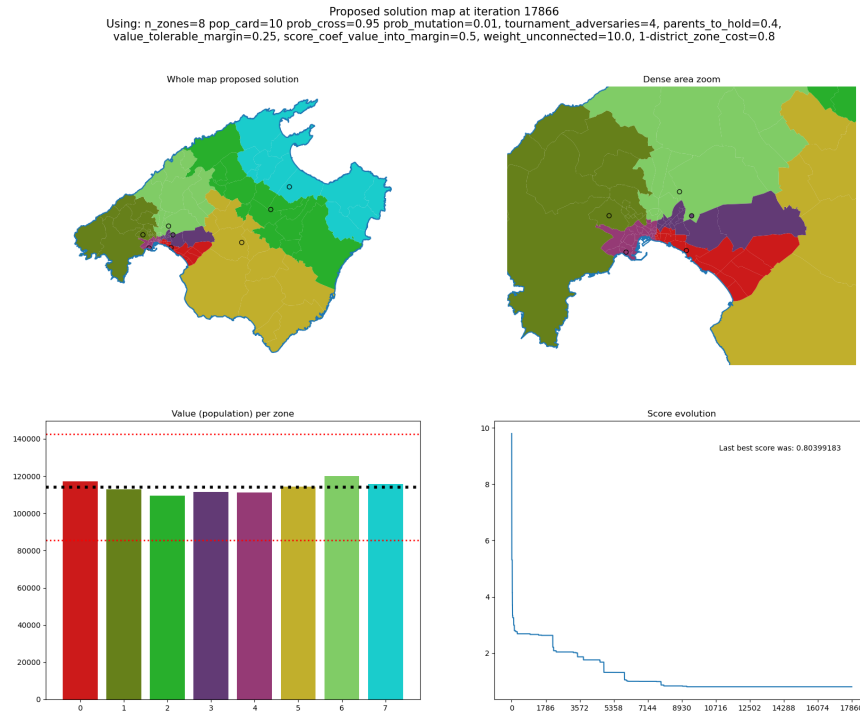 Proposed solution map at iteration 17866
Using: n_zones=8 pop_card=10 prob_cross=0.95 prob_mutation=0.01, tournament_adversaries=4, parents_to_hold=0.4,
value_tolerable_margin=0.25, score_coef_value_into_margin=0.5, weight_unconnected=10.0, 1-district_zone_cost=0.8
Whole map proposed solution
Dense area zoom
Value (population) per zone
140000
120000
100000
80000
60000
40000
20000
0
0 1 2 3 4 5 6 7
Score evolution
Last best score was: 0.80399183
10
8
6
4
2
0 1786 3572 5358 7144 8930 10716 12502 14288 16074 17860